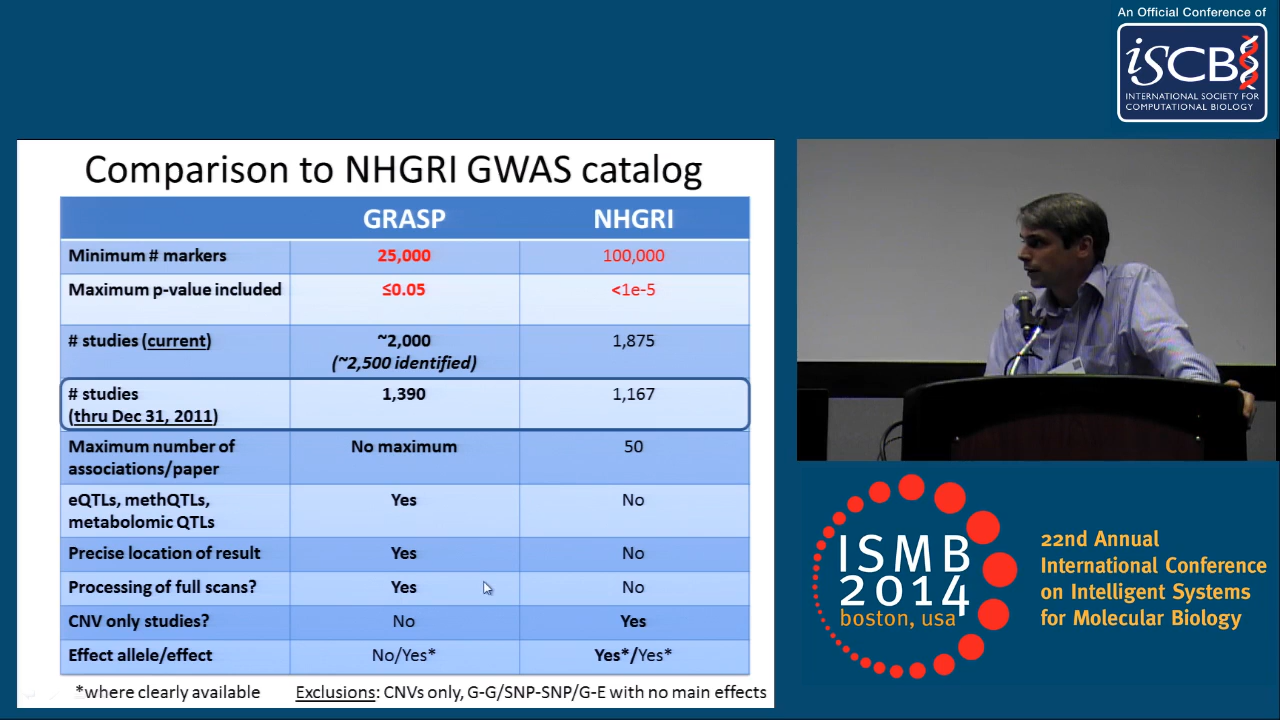 An Official Conference of
iSCB
INTERNATIONAL SOCIETY FOR
COMPUTATIONAL BIOLOGY
Comparison to NHGRI GWAS catalog
GRASP NHGRI
Minimum # markers 25,000 100,000
Maximum p-value included ≤0.05 <1e-5
# studies (current) ~2,000 1,875
(~2,500 identified)
# studies 1,390 1,167
(thru Dec 31, 2011)
Maximum number of No maximum 50
associations/paper
eQTLs, methQTLs, Yes No
metabolomic QTLs
Precise location of result Yes No
Processing of full scans? Yes No
CNV only studies? No Yes
Effect allele/effect No/Yes* Yes*/Yes*
*where clearly available Exclusions: CNVs only, G-G/SNP-SNP/G-E with no main effects
ISMB
2014
boston, usa
22nd Annual
International Conference
on Intelligent Systems
for Molecular Biology